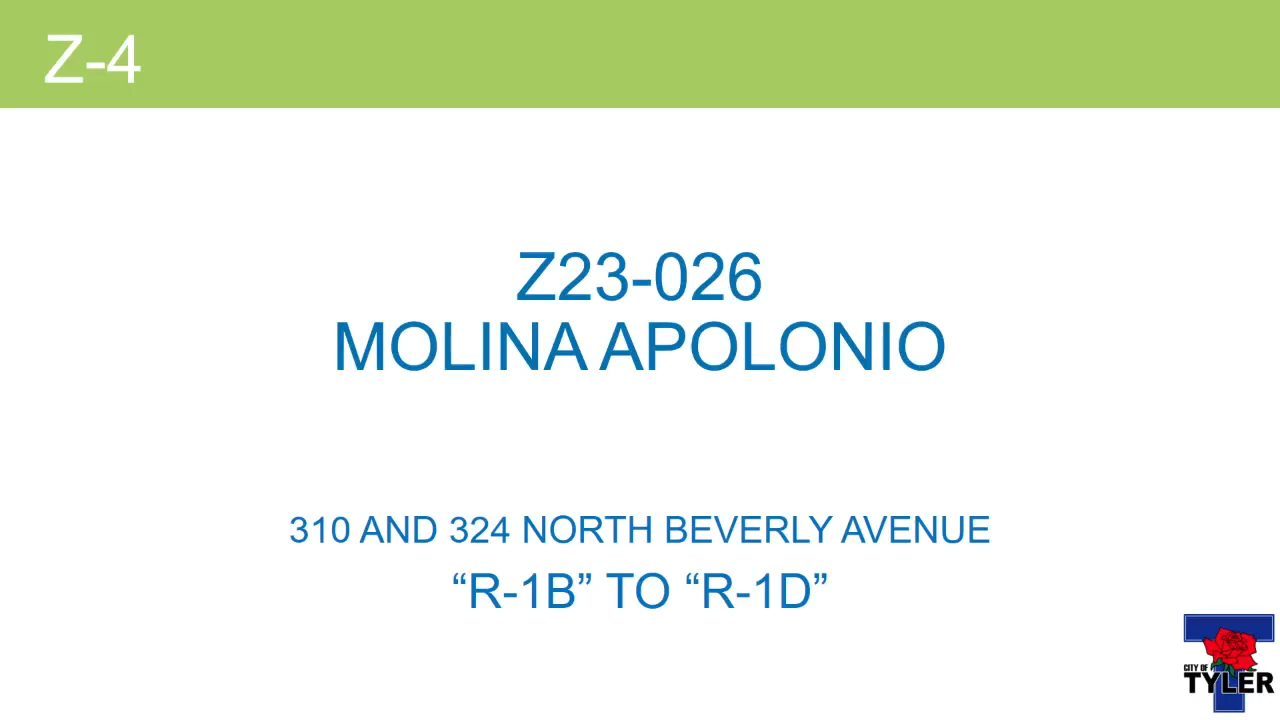 Z-4
Z23-026
MOLINA APOLONIO
310 AND 324 NORTH BEVERLY AVENUE
“R-1B” TO “R-1D”
CITY OF
TYLER